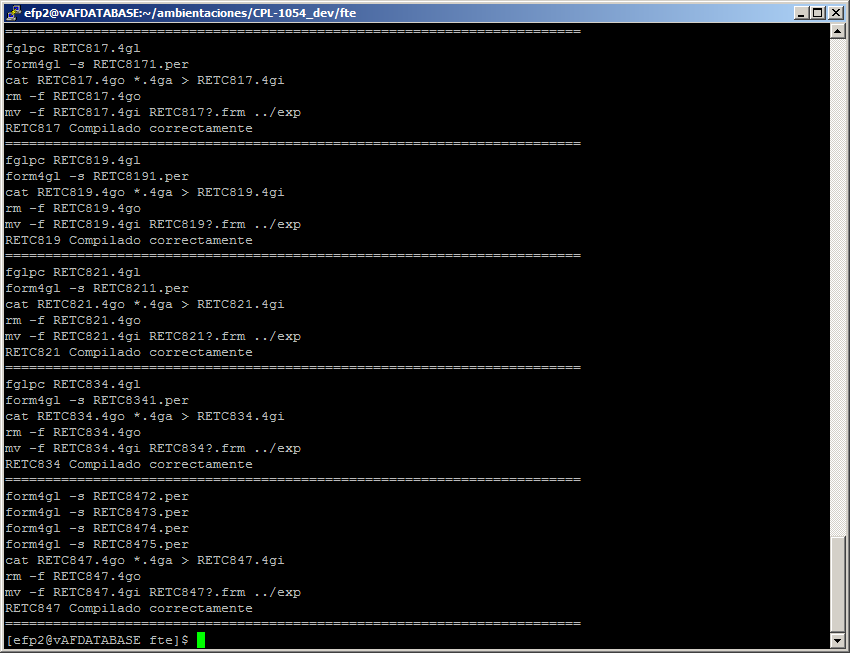 efp2@vAFDATABASE:~/ambientaciones/CPL-1054_dev/fte
========================================================================
fglpc RETC817.4gl
form4gl -s RETC8171.per
cat RETC817.4go *.4ga > RETC817.4gi
rm -f RETC817.4go
mv -f RETC817.4gi RETC817?.frm ../exp
RETC817 Compilado correctamente
========================================================================
fglpc RETC819.4gl
form4gl -s RETC8191.per
cat RETC819.4go *.4ga > RETC819.4gi
rm -f RETC819.4go
mv -f RETC819.4gi RETC819?.frm ../exp
RETC819 Compilado correctamente
========================================================================
fglpc RETC821.4gl
form4gl -s RETC8211.per
cat RETC821.4go *.4ga > RETC821.4gi
rm -f RETC821.4go
mv -f RETC821.4gi RETC821?.frm ../exp
RETC821 Compilado correctamente
========================================================================
fglpc RETC834.4gl
form4gl -s RETC8341.per
cat RETC834.4go *.4ga > RETC834.4gi
rm -f RETC834.4go
mv -f RETC834.4gi RETC834?.frm ../exp
RETC834 Compilado correctamente
========================================================================
form4gl -s RETC8472.per
form4gl -s RETC8473.per
form4gl -s RETC8474.per
form4gl -s RETC8475.per
cat RETC847.4go *.4ga > RETC847.4gi
rm -f RETC847.4go
mv -f RETC847.4gi RETC847?.frm ../exp
RETC847 Compilado correctamente
========================================================================
[efp2@vAFDATABASE fte]$